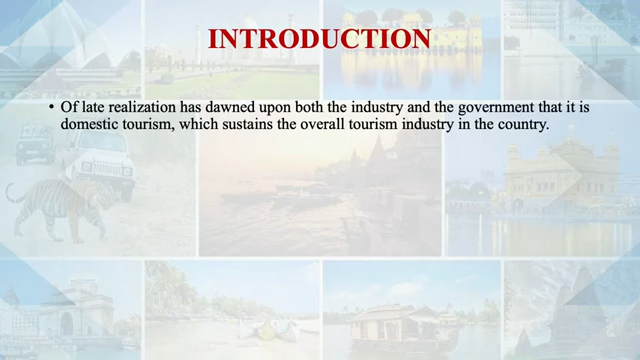 INTRODUCTION
• Of late realization has dawned upon both the industry and the government that it is
domestic tourism, which sustains the overall tourism industry in the country.